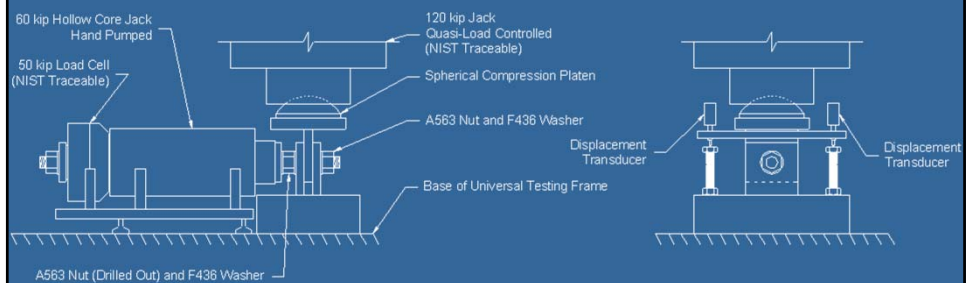 60 kip Hollow Core Jack
Hand Pumped
50 kip Load Cell
(NIST Traceable)
120 kip Jack
Quasi-Load Controlled
(NIST Traceable)
Spherical Compression Platen
A563 Nut and F436 Washer
Base of Universal Testing Frame
A563 Nut (Drilled Out) and F436 Washer
Displacement
Transducer
Displacement
Transducer